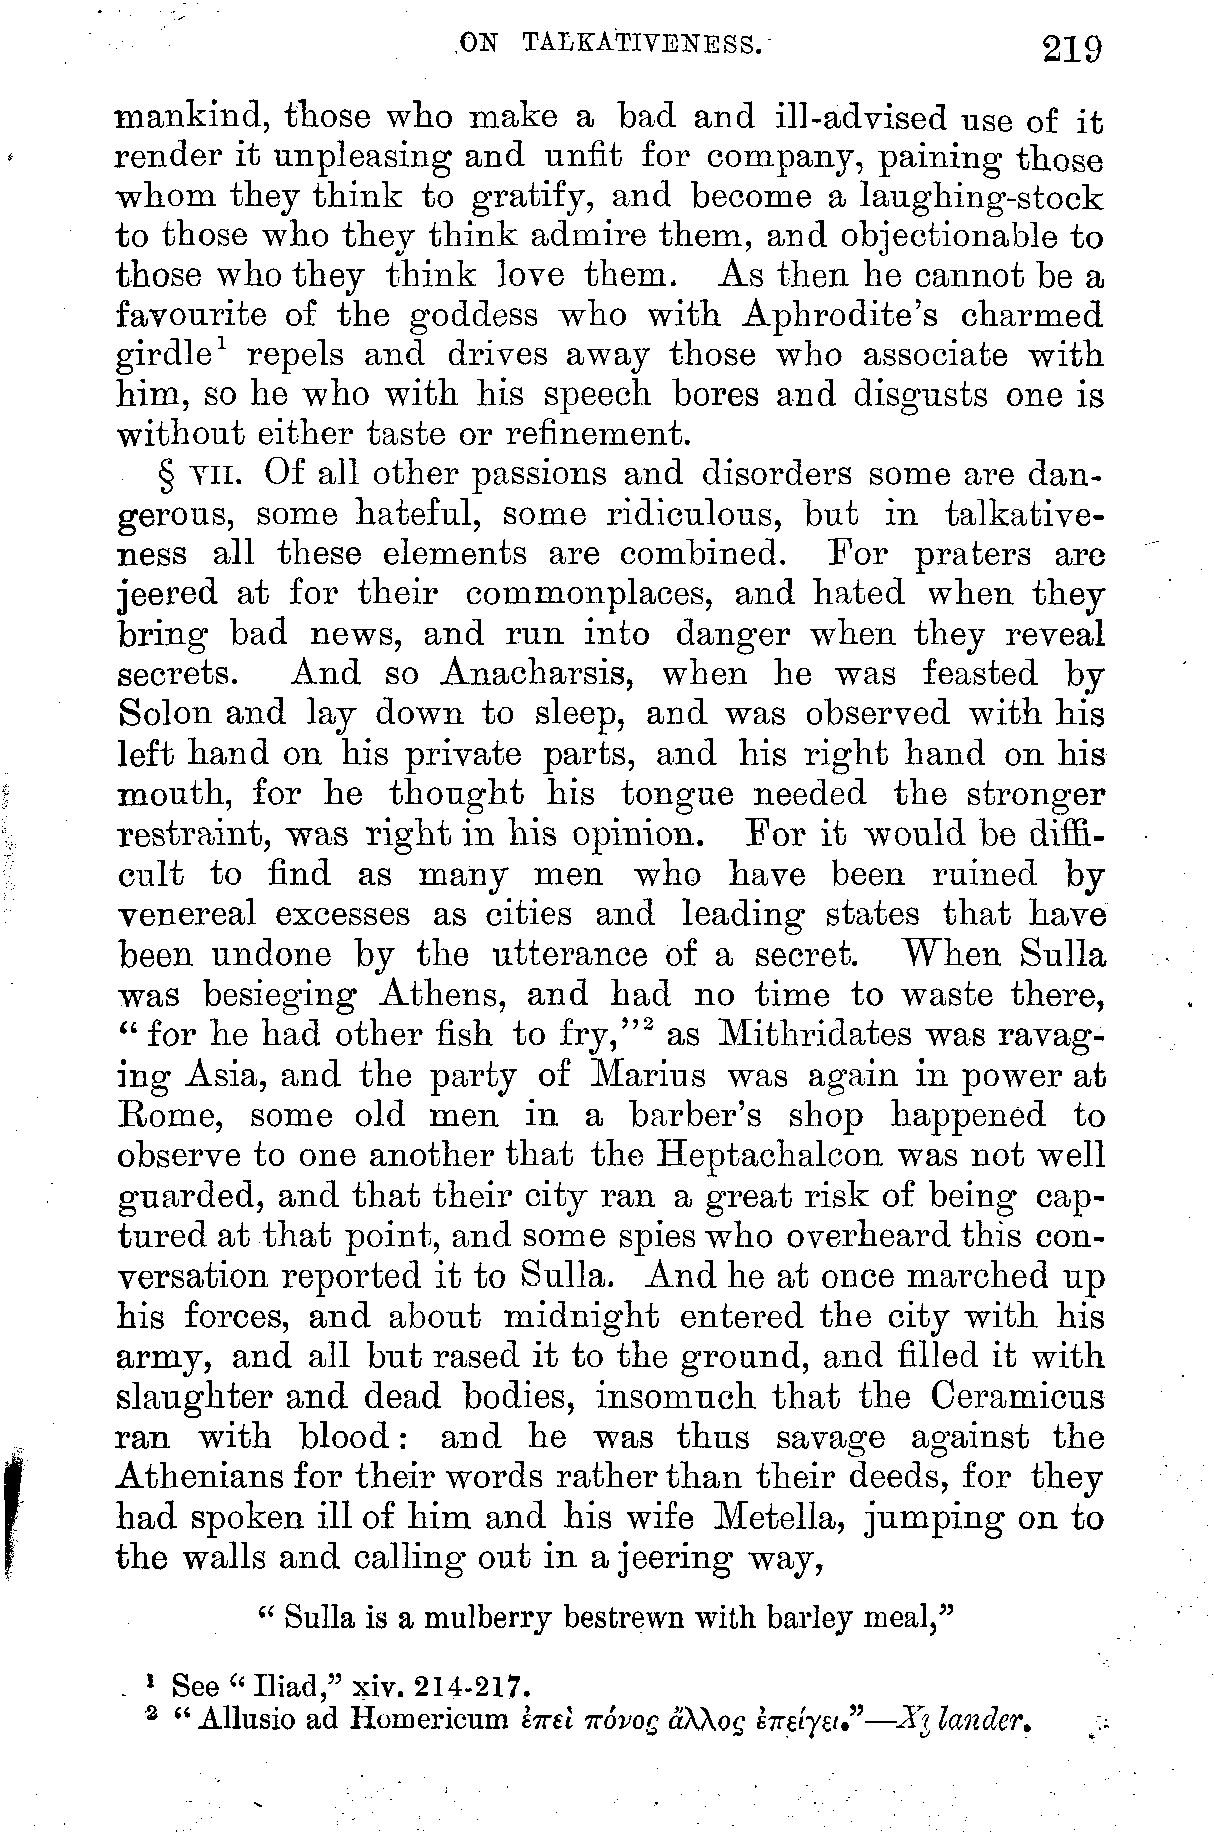 ON TALKATIVENESS. 219
mankind, those who make a bad and ill-advised use of it
render it unpleasing and unfit for company, paining those
whom they think to gratify, and become a laughing-stock
to those who they think admire them, and objectionable to
those who they think love them. As then he cannot be a
favourite of the goddess who with Aphrodite's charmed
girdle¹ repels and drives away those who associate with
him, so he who with his speech bores and disgusts one is
without either taste or refinement.
§ VII. Of all other passions and disorders some are dan-
gerous, some hateful, some ridiculous, but in talkative-
ness all these elements are combined. For praters are
jeered at for their commonplaces, and hated when they
bring bad news, and run into danger when they reveal
secrets. And so Anacharsis, when he was feasted by
Solon and lay down to sleep, and was observed with his
left hand on his private parts, and his right hand on his
mouth, for he thought his tongue needed the stronger
restraint, was right in his opinion. For it would be diffi-
cult to find as many men who have been ruined by
venereal excesses as cities and leading states that have
been undone by the utterance of a secret. When Sulla
was besieging Athens, and had no time to waste there,
“for he had other fish to fry,”² as Mithridates was ravag-
ing Asia, and the party of Marius was again in power at
Rome, some old men in a barber's shop happened to
observe to one another that the Heptachalcon was not well
guarded, and that their city ran a great risk of being cap-
tured at that point, and some spies who overheard this con-
versation reported it to Sulla. And he at once marched up
his forces, and about midnight entered the city with his
army, and all but rased it to the ground, and filled it with
slaughter and dead bodies, insomuch that the Ceramicus
ran with blood: and he was thus savage against the
Athenians for their words rather than their deeds, for they
had spoken ill of him and his wife Metella, jumping on to
the walls and calling out in a jeering way,
“Sulla is a mulberry bestrewn with barley meal,”
¹ See “Iliad,” xiv. 214-217.
² “Allusio ad Homericum ἐπεὶ πόνος ἄλλος ἐπείγει.”—Xylander.